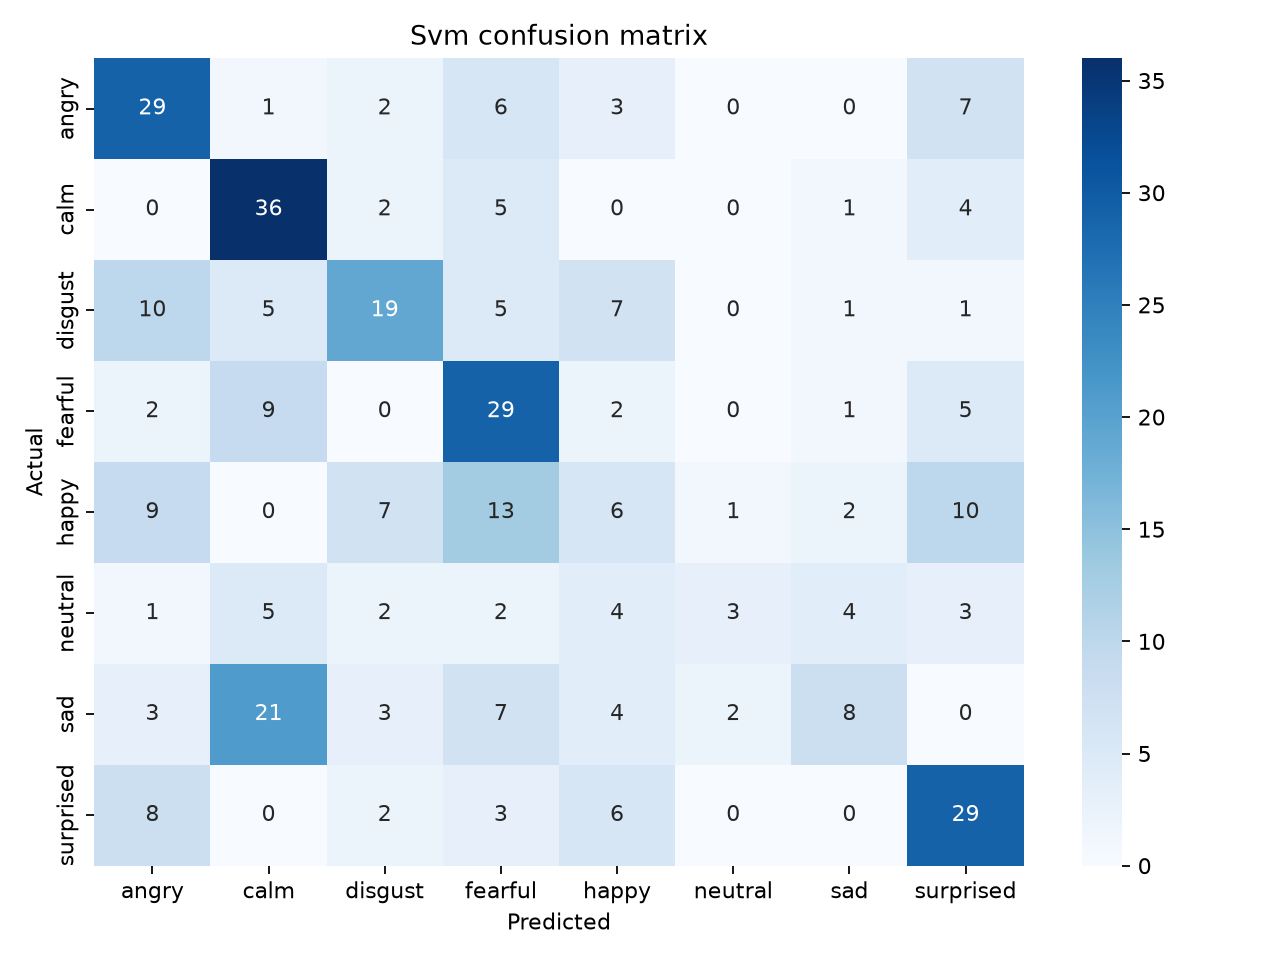 Svm confusion matrix
angry 29 1 2 6 3 0 0 7
calm 0 36 2 5 0 0 1 4
disgust 10 5 19 5 7 0 1 1
fearful 2 9 0 29 2 0 1 5
happy 9 0 7 13 6 1 2 10
neutral 1 5 2 2 4 3 4 3
sad 3 21 3 7 4 2 8 0
surprised 8 0 2 3 6 0 0 29
angry calm disgust fearful happy neutral sad surprised
Predicted
Actual
35
30
25
20
15
10
5
0